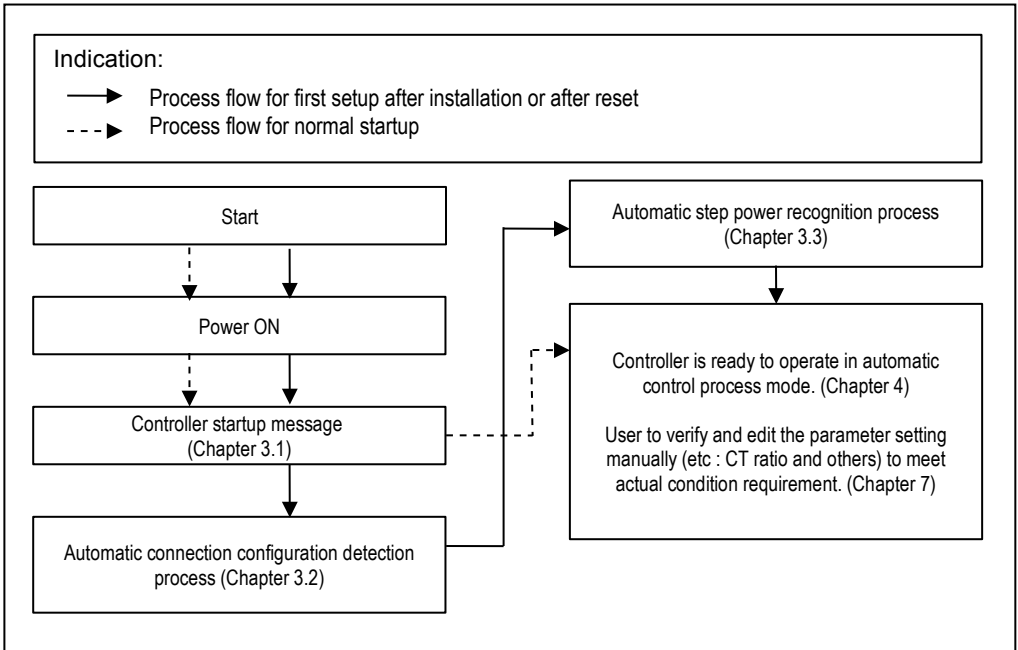 Indication:
Process flow for first setup after installation or after reset
Process flow for normal startup
Start
Power ON
Controller startup message
(Chapter 3.1)
Automatic connection configuration detection
process (Chapter 3.2)
Automatic step power recognition process
(Chapter 3.3)
Controller is ready to operate in automatic
control process mode. (Chapter 4)
User to verify and edit the parameter setting
manually (etc : CT ratio and others) to meet
actual condition requirement. (Chapter 7)